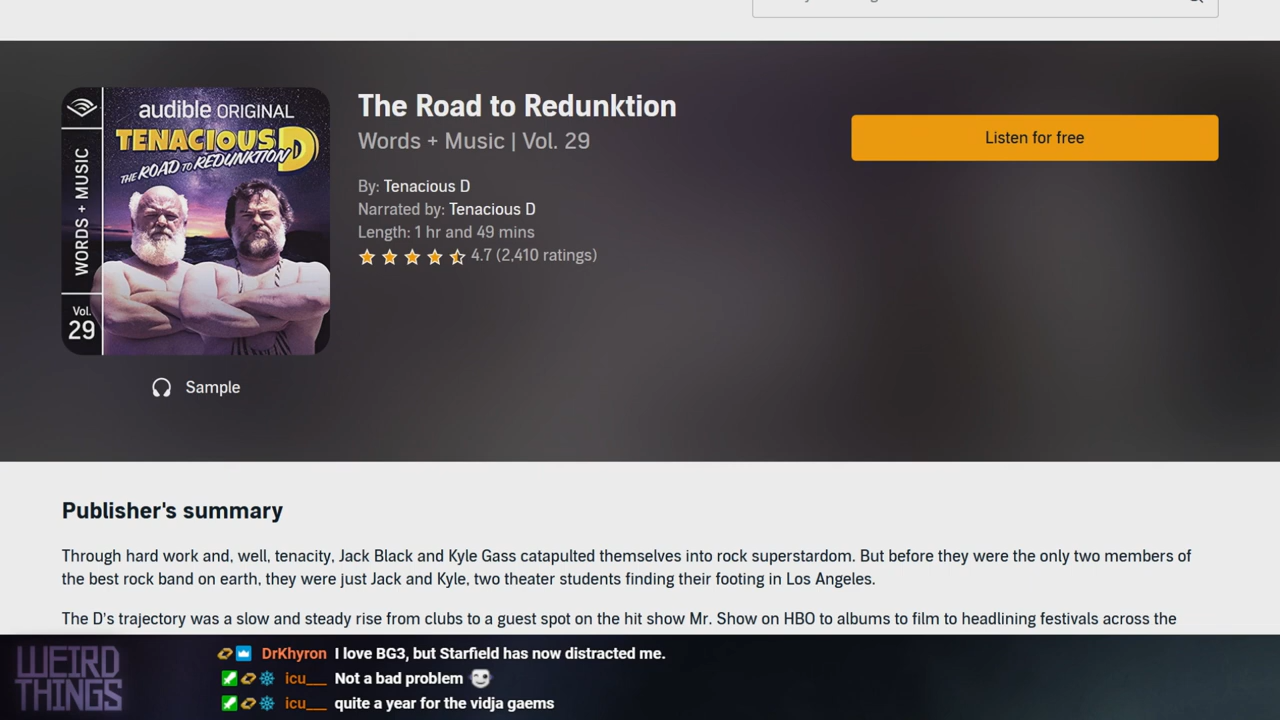 audible ORIGINAL
TENACIOUS D
THE ROAD TO REDUNKTION
WORDS + MUSIC
Vol.
29
Sample
The Road to Redunktion
Words + Music | Vol. 29
By: Tenacious D
Narrated by: Tenacious D
Length: 1 hr and 49 mins
4.7 (2,410 ratings)
Listen for free
Publisher's summary
Through hard work and, well, tenacity, Jack Black and Kyle Gass catapulted themselves into rock superstardom. But before they were the only two members of
the best rock band on earth, they were just Jack and Kyle, two theater students finding their footing in Los Angeles.
The D's trajectory was a slow and steady rise from clubs to a guest spot on the hit show Mr. Show on HBO to albums to film to headlining festivals across the
WEIRD
THINGS
DrKhyron I love BG3, but Starfield has now distracted me.
icu___ Not a bad problem
icu___ quite a year for the vidja gaems